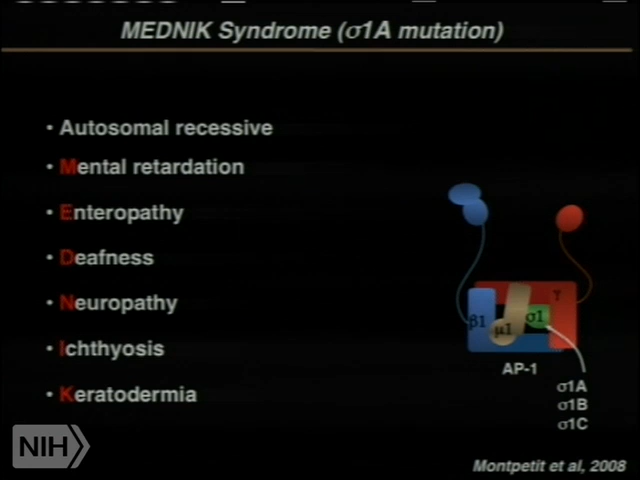 MEDNIK Syndrome (σ1A mutation)
• Autosomal recessive
• Mental retardation
• Enteropathy
• Deafness
• Neuropathy
• Ichthyosis
• Keratodermia
γ
β1
μ1
σ1
AP-1
σ1A
σ1B
σ1C
NIH
Montpetit et al, 2008